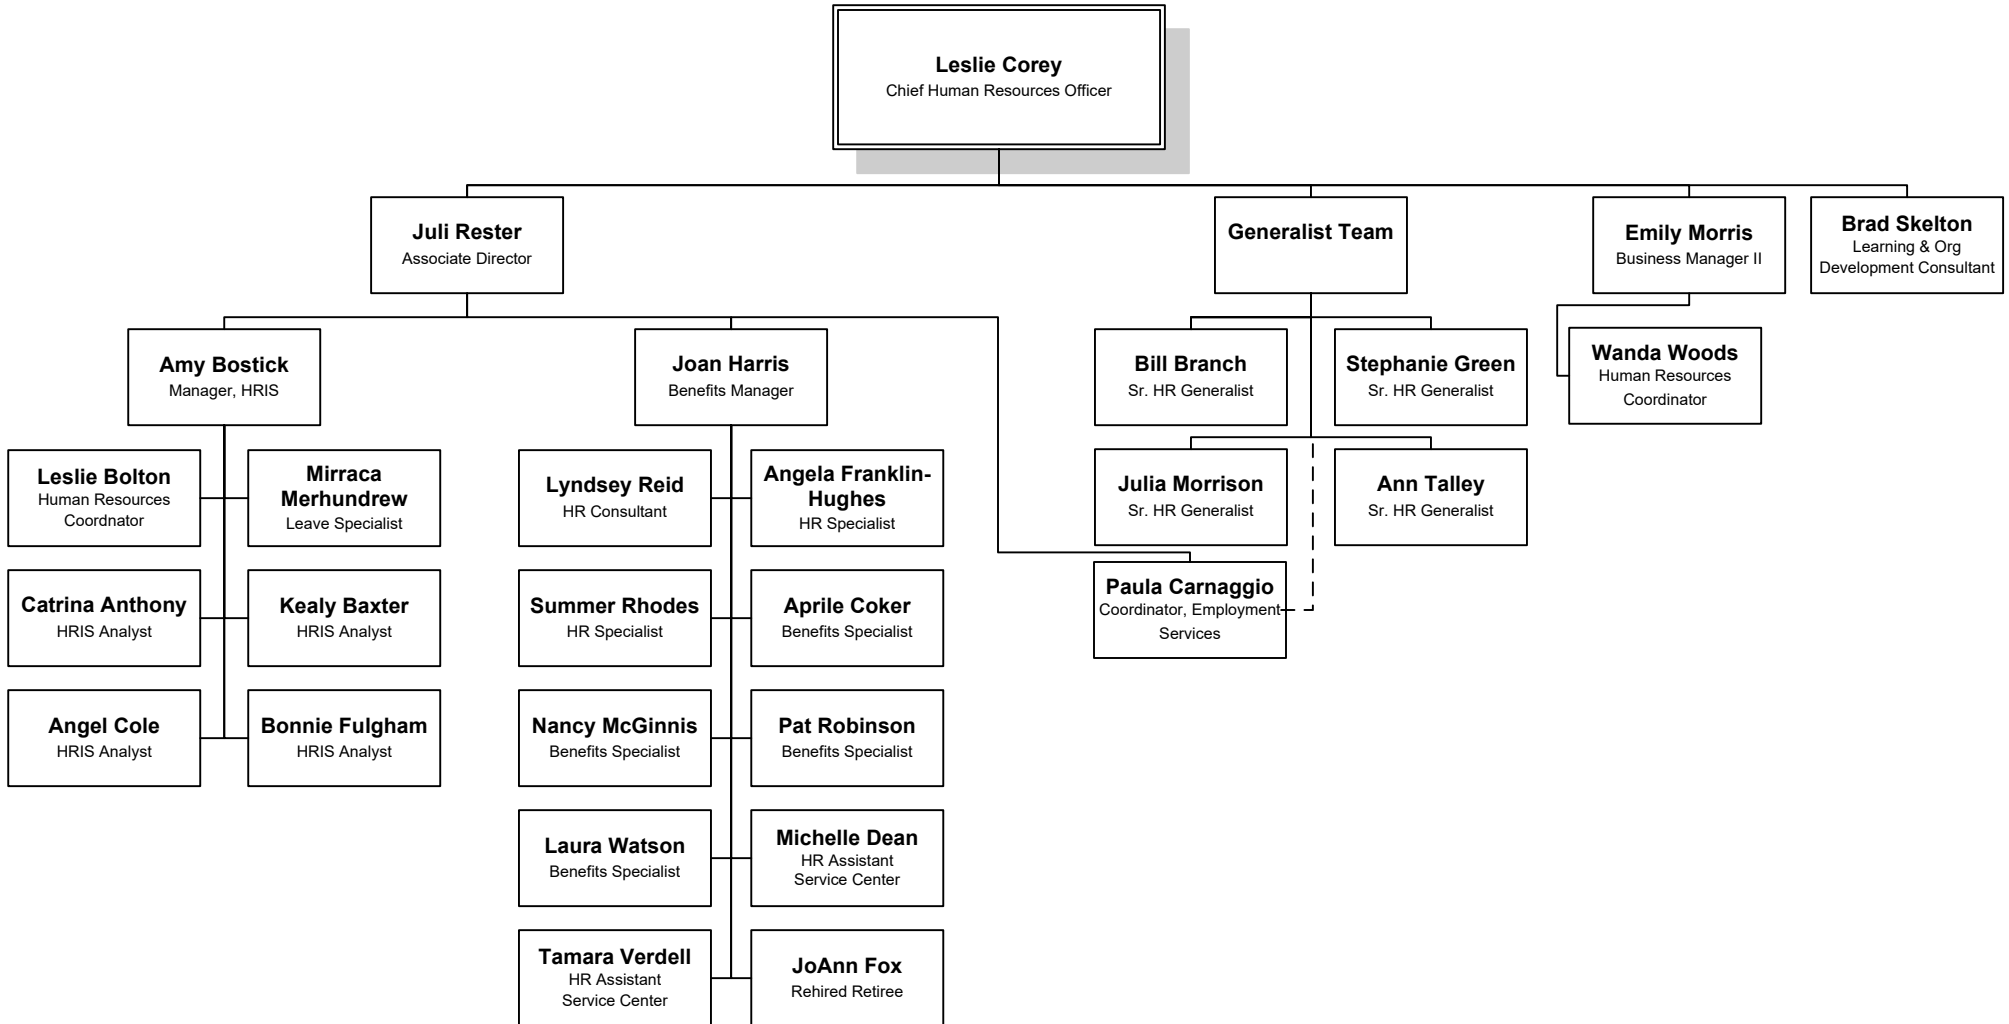 Leslie Corey
Chief Human Resources Officer
Juli Rester
Associate Director
Generalist Team
Emily Morris
Business Manager II
Brad Skelton
Learning & Org
Development Consultant
Amy Bostick
Manager, HRIS
Joan Harris
Benefits Manager
Bill Branch
Sr. HR Generalist
Stephanie Green
Sr. HR Generalist
Wanda Woods
Human Resources
Coordinator
Leslie Bolton
Human Resources
Coordnator
Mirraca
Merhundrew
Leave Specialist
Lyndsey Reid
HR Consultant
Angela Franklin-
Hughes
HR Specialist
Julia Morrison
Sr. HR Generalist
Ann Talley
Sr. HR Generalist
Catrina Anthony
HRIS Analyst
Kealy Baxter
HRIS Analyst
Summer Rhodes
HR Specialist
Aprile Coker
Benefits Specialist
Paula Carnaggio
Coordinator, Employment
Services
Angel Cole
HRIS Analyst
Bonnie Fulgham
HRIS Analyst
Nancy McGinnis
Benefits Specialist
Pat Robinson
Benefits Specialist
Laura Watson
Benefits Specialist
Michelle Dean
HR Assistant
Service Center
Tamara Verdell
HR Assistant
Service Center
JoAnn Fox
Rehired Retiree